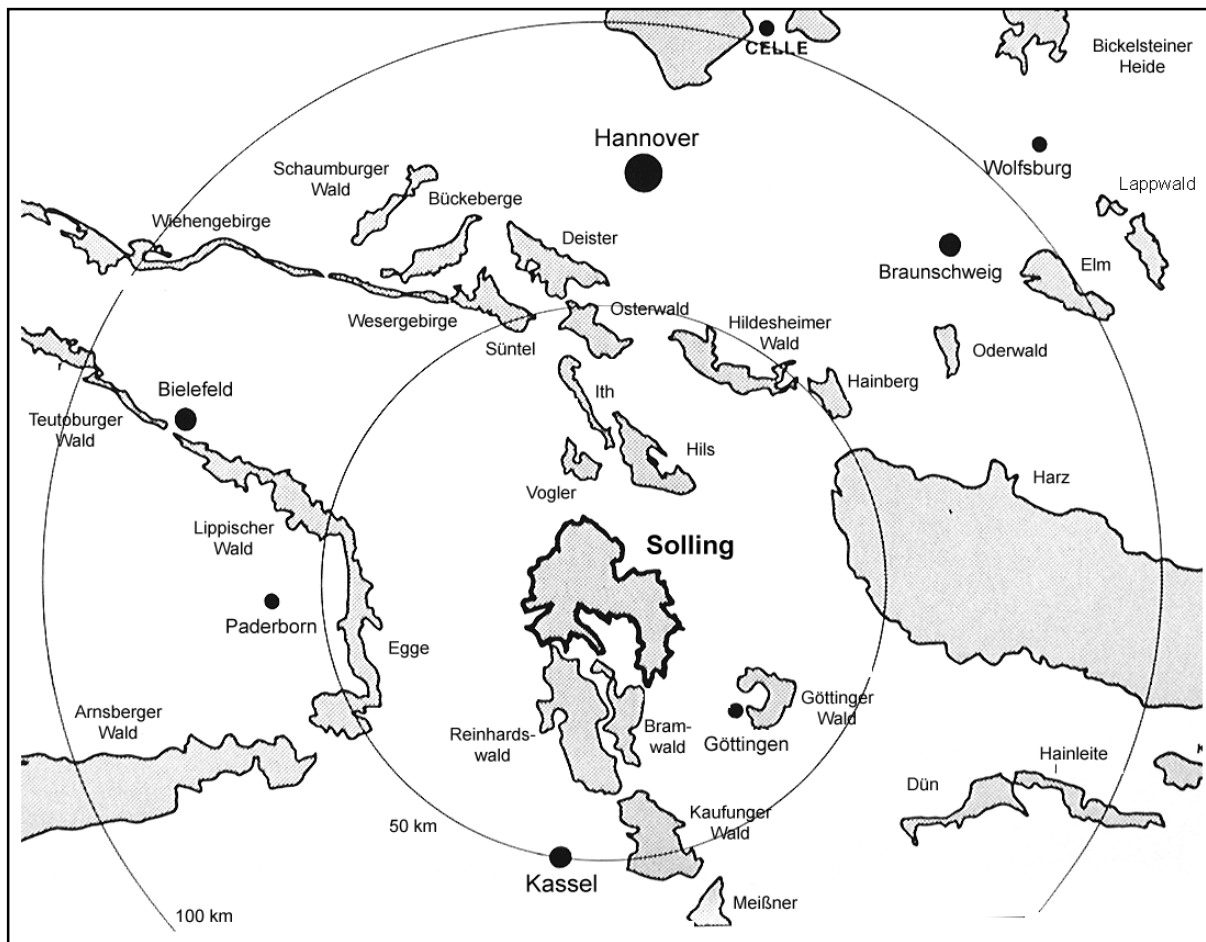 CELLE
Bickelsteiner
Heide
Hannover
Schaumburger
Wald
Wolfsburg
Lappwald
Bückeberge
Wiehengebirge
Deister
Braunschweig
Elm
Wesergebirge
Osterwald
Süntel
Hildesheimer
Wald
Oderwald
Bielefeld
Hainberg
Ith
Teutoburger
Wald
Hils
Vogler
Harz
Lippischer
Wald
Solling
Paderborn
Egge
Arnsberger
Wald
Reinhards-
wald
Bram-
wald
Göttingen
Göttinger
Wald
Hainleite
Dün
50 km
Kaufunger
Wald
Kassel
Meißner
100 km